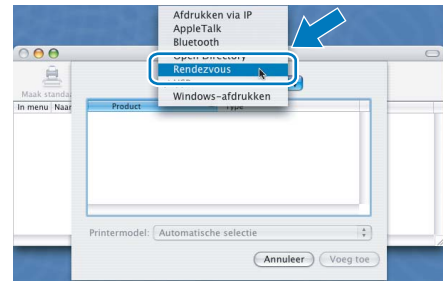 Afdrukken via IP
AppleTalk
Bluetooth
Open Directory
Rendezvous
Windows-afdrukken
Maak standaa
In menu Naar
Product Type
Printermodel: Automatische selectie
Annuleer Voeg toe